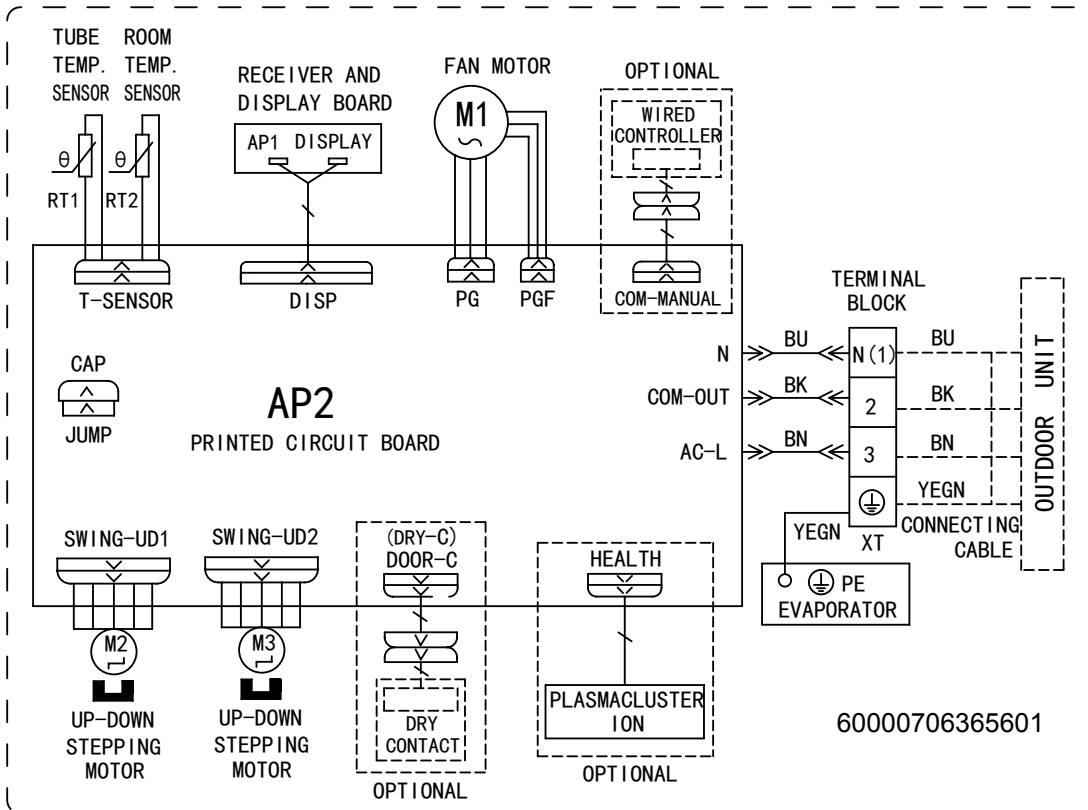 TUBE
TEMP.
SENSOR
ROOM
TEMP.
SENSOR
θ
RT1
θ
RT2
RECEIVER AND
DISPLAY BOARD
AP1 DISPLAY
FAN MOTOR
M1
OPTIONAL
WIRED
CONTROLLER
T-SENSOR
DISP
PG
PGF
COM-MANUAL
TERMINAL
BLOCK
CAP
JUMP
AP2
PRINTED CIRCUIT BOARD
N
BU
N(1)
BU
COM-OUT
BK
2
BK
AC-L
BN
3
BN
YEGN
YEGN
XT
CONNECTING
CABLE
OUTDOOR UNIT
PE
EVAPORATOR
SWING-UD1
M2
UP-DOWN
STEPPING
MOTOR
SWING-UD2
M3
UP-DOWN
STEPPING
MOTOR
(DRY-C)
DOOR-C
DRY
CONTACT
OPTIONAL
HEALTH
PLASMACLUSTER
ION
OPTIONAL
60000706365601